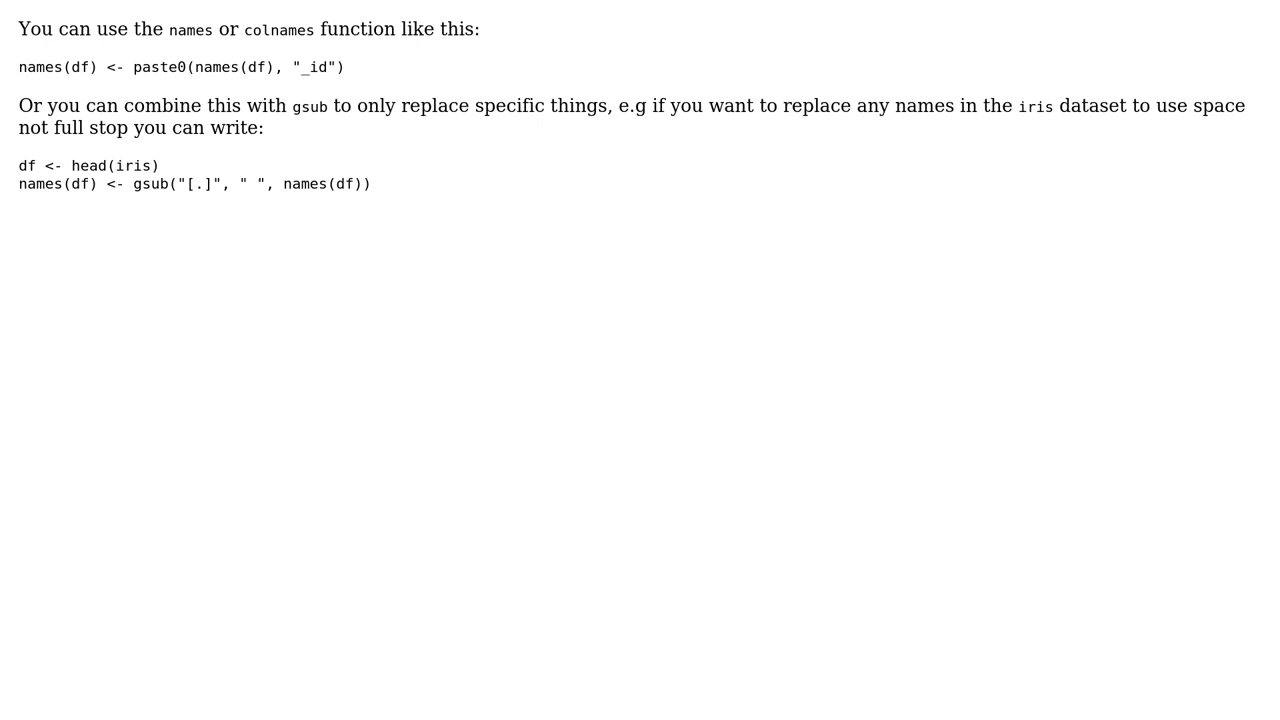 You can use the names or colnames function like this:
names(df) <- paste0(names(df), "_id")
Or you can combine this with gsub to only replace specific things, e.g if you want to replace any names in the iris dataset to use space
not full stop you can write:
df <- head(iris)
names(df) <- gsub("[.]", " ", names(df))